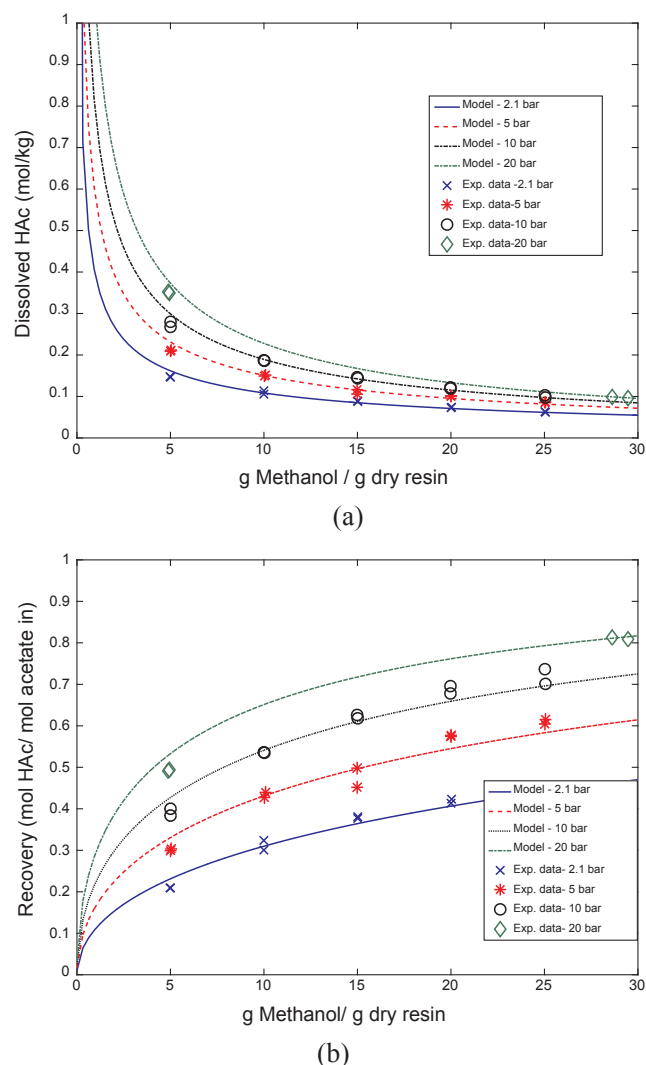 1
0.9
0.8
0.7
0.6
0.5
0.4
0.3
0.2
0.1
0
Dissolved HAc (mol/kg)
Model - 2.1 bar
Model - 5 bar
Model - 10 bar
Model - 20 bar
Exp. data -2.1 bar
Exp. data-5 bar
Exp. data-10 bar
Exp. data-20 bar
0 5 10 15 20 25 30
g Methanol / g dry resin
(a)
1
0.9
0.8
0.7
0.6
0.5
0.4
0.3
0.2
0.1
0
Recovery (mol HAc/ mol acetate in)
Model - 2.1 bar
Model - 5 bar
Model - 10 bar
Model - 20 bar
Exp. data- 2.1 bar
Exp. data- 5 bar
Exp. data- 10 bar
Exp. data- 20 bar
0 5 10 15 20 25 30
g Methanol/ g dry resin
(b)